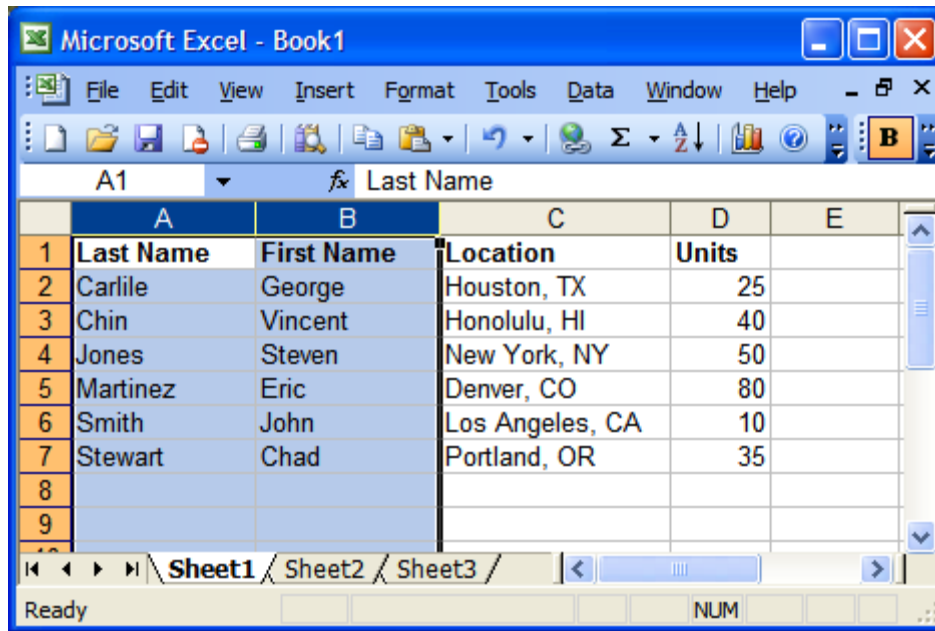 Microsoft Excel - Book1
File Edit View Insert Format Tools Data Window Help
Σ A Z B
A1 fx Last Name
A B C D E
1 Last Name First Name Location Units
2 Carlile George Houston, TX 25
3 Chin Vincent Honolulu, HI 40
4 Jones Steven New York, NY 50
5 Martinez Eric Denver, CO 80
6 Smith John Los Angeles, CA 10
7 Stewart Chad Portland, OR 35
8
9
Sheet1 Sheet2 Sheet3
Ready NUM